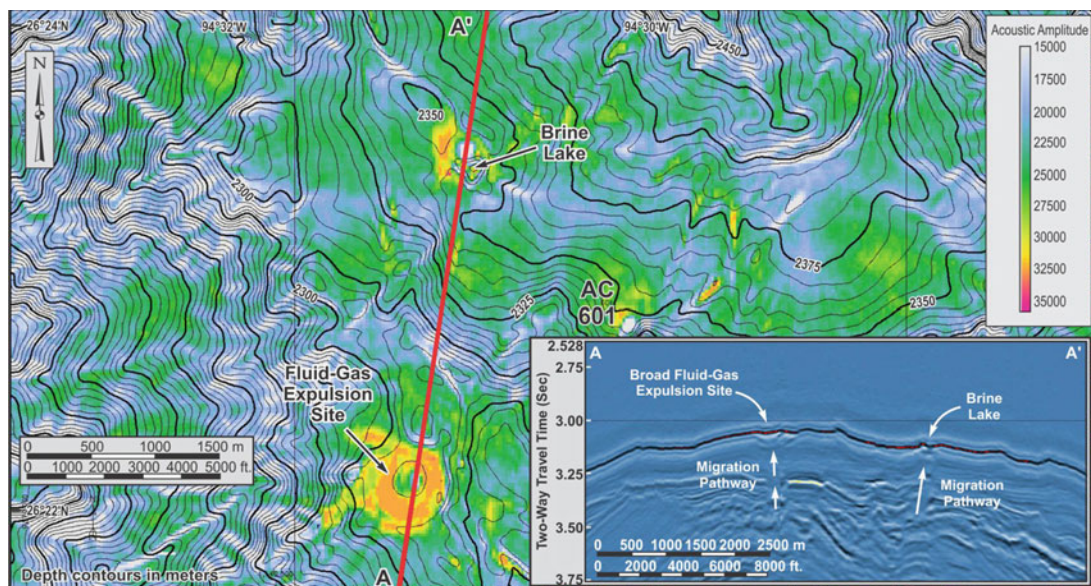 26°24'N
94°32'W
A'
94°30'W
2450
Acoustic Amplitude
15000
17500
20000
22500
25000
27500
30000
32500
35000
N
2350
Brine
Lake
2300
2375
2300
2325
AC
601
2350
Fluid-Gas
Expulsion
Site
0 500 1000 1500 m
0 1000 2000 3000 4000 5000 ft.
26°22'N
Depth contours in meters
A
2.528
A
A'
2.75
3.00
3.25
3.50
3.75
Two-Way Travel Time (Sec)
Broad Fluid-Gas
Expulsion Site
Brine
Lake
Migration
Pathway
Migration
Pathway
0 500 1000 1500 2000 2500 m
0 2000 4000 6000 8000 ft.